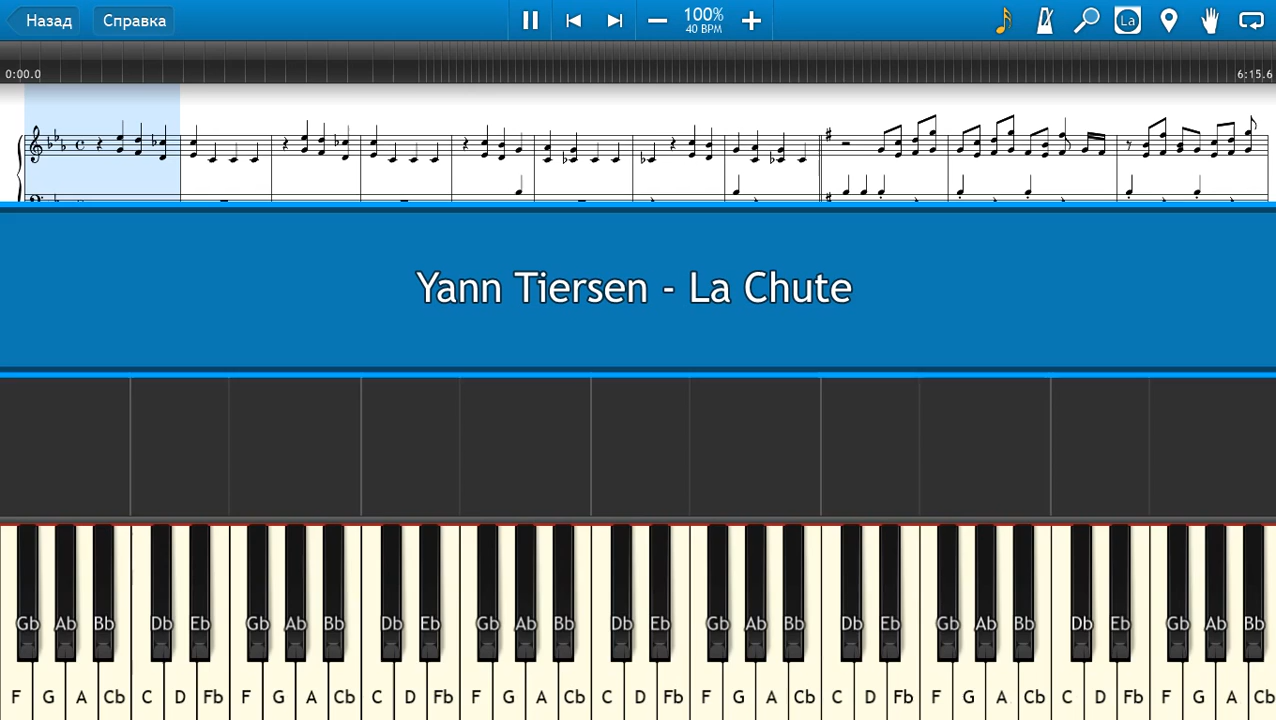 Назад Справка 100% La
40 BPM
0:00.0 6:15.6
Yann Tiersen - La Chute
Gb Ab Bb Db Eb Gb Ab Bb Db Eb Gb Ab Bb Db Eb Gb Ab Bb Db Eb Gb Ab Bb Db Eb Gb Ab Bb
F G A Cb C D Fb F G A Cb C D Fb F G A Cb C D Fb F G A Cb C D Fb F G A Cb C D Fb F G A Cb